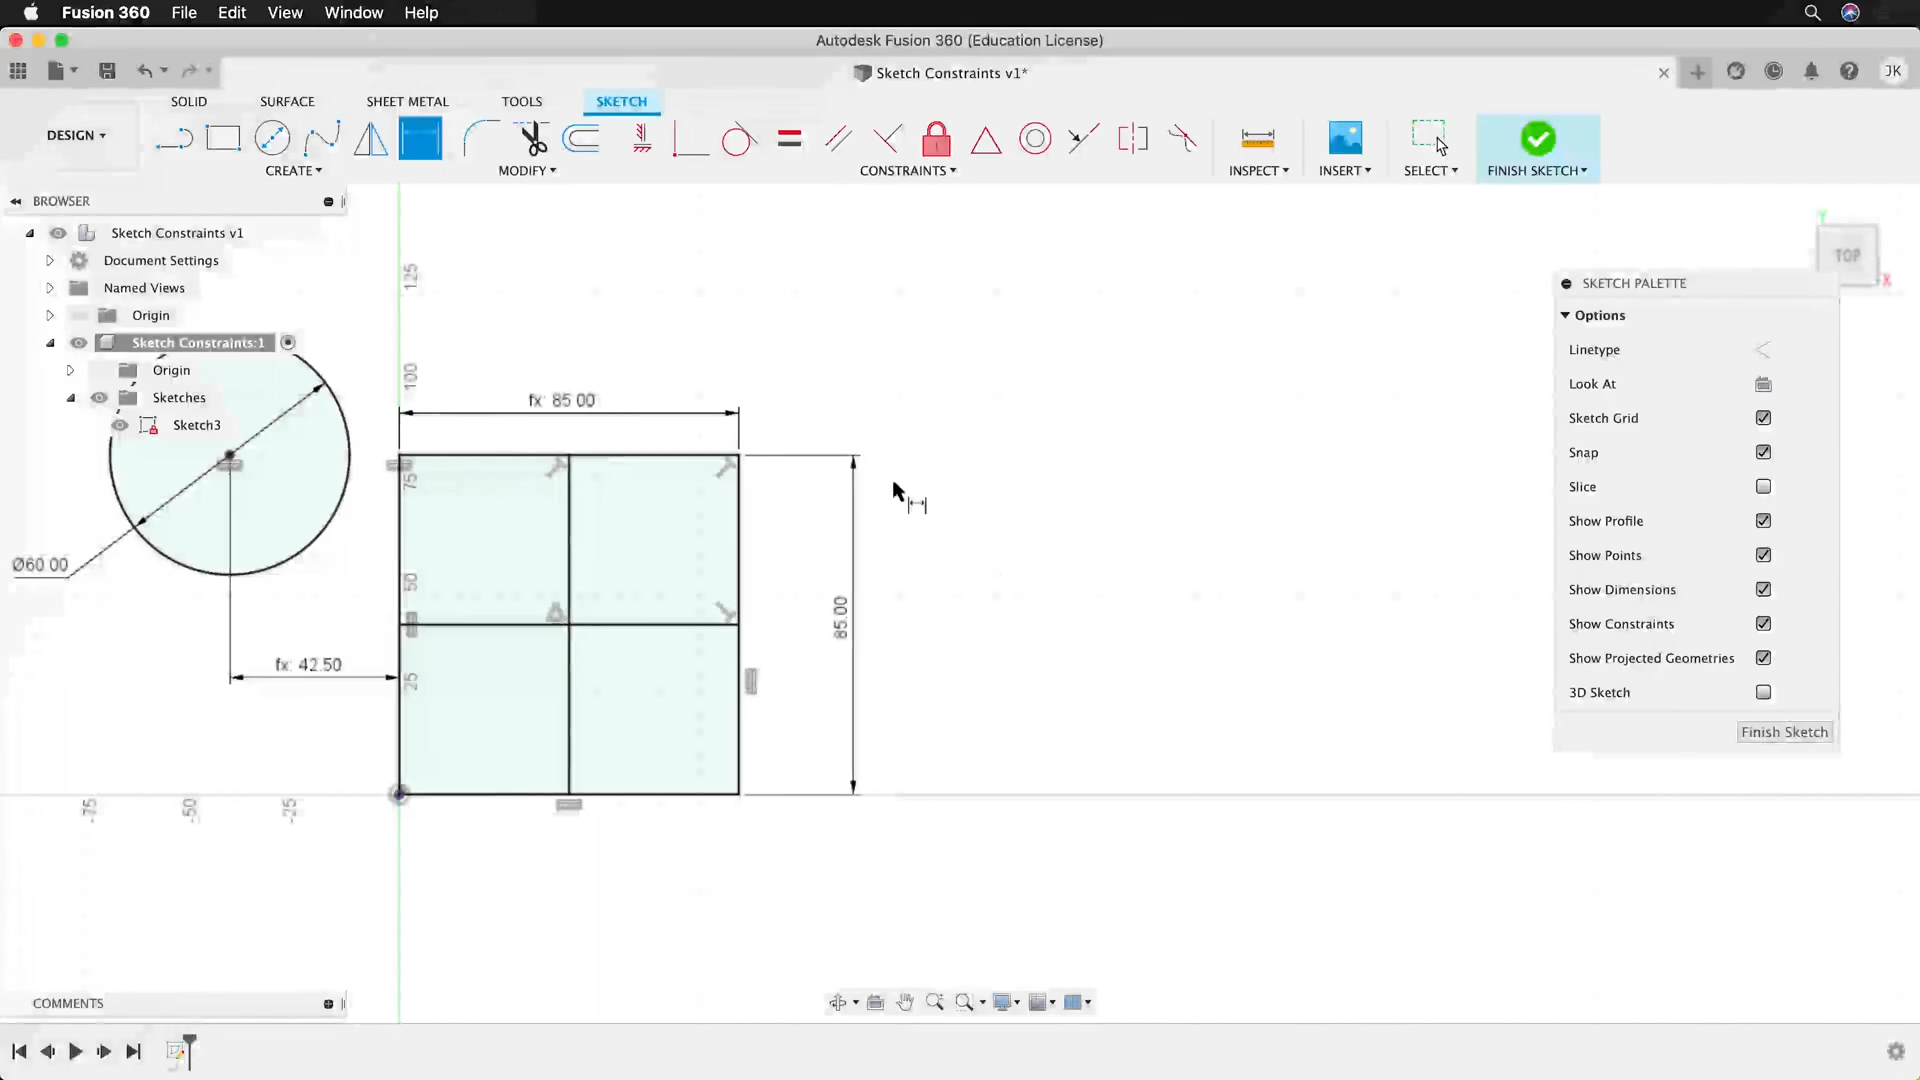 Fusion 360 File Edit View Window Help
Autodesk Fusion 360 (Education License)
Sketch Constraints v1*
JK
SOLID SURFACE SHEET METAL TOOLS SKETCH
DESIGN
CREATE MODIFY CONSTRAINTS INSPECT INSERT SELECT FINISH SKETCH
BROWSER
Sketch Constraints v1
Document Settings
Named Views
Origin
Sketch Constraints:1
Origin
Sketches
Sketch3
125
100
75
50
25
-75
-50
-25
fx: 85.00
85.00
Ø60.00
fx: 42.50
TOP
Y
X
SKETCH PALETTE
Options
Linetype
Look At
Sketch Grid
Snap
Slice
Show Profile
Show Points
Show Dimensions
Show Constraints
Show Projected Geometries
3D Sketch
Finish Sketch
COMMENTS